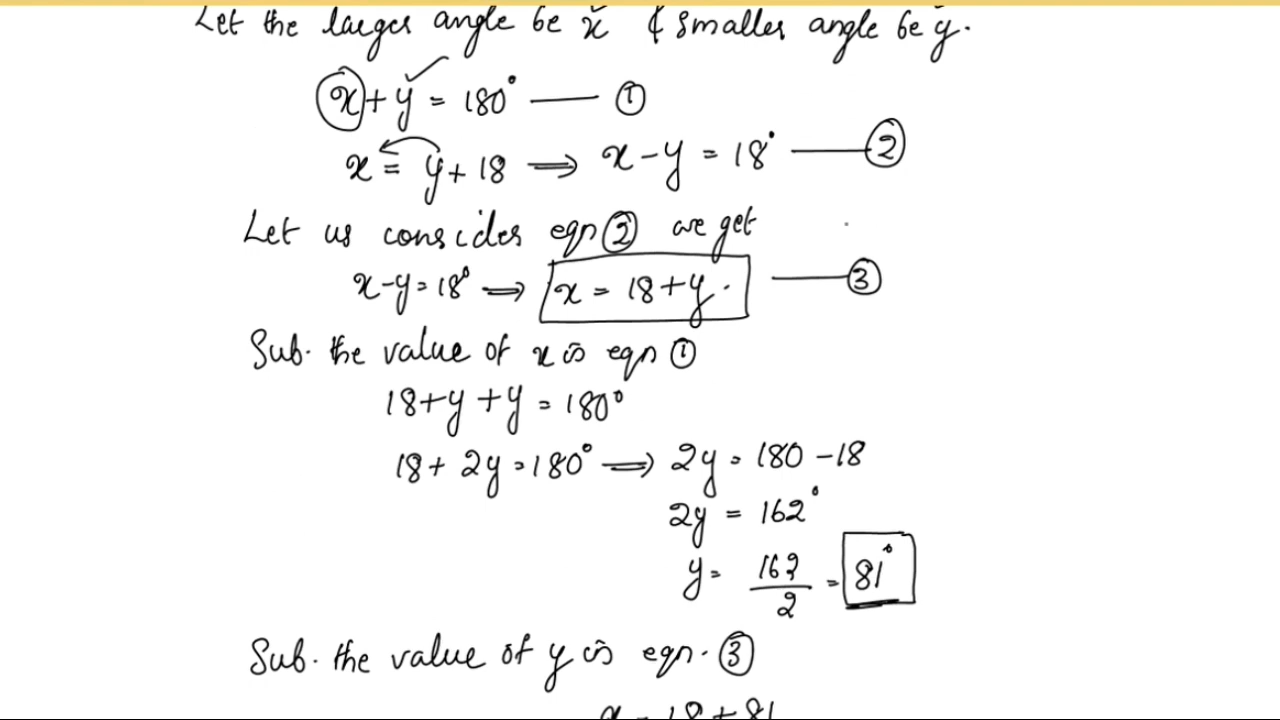 Let the larger angle be x & smaller angle be y.
x + y = 180° —— ①
x = y + 18 ⟹ x - y = 18° —— ②
Let us consider eqn ② we get
x - y = 18° ⟹ x = 18 + y. —— ③
Sub. the value of x in eqn ①
18 + y + y = 180°
18 + 2y = 180° ⟹ 2y = 180 - 18
2y = 162°
y = 162/2 = 81°
Sub. the value of y in eqn. ③
x = 18 + 81